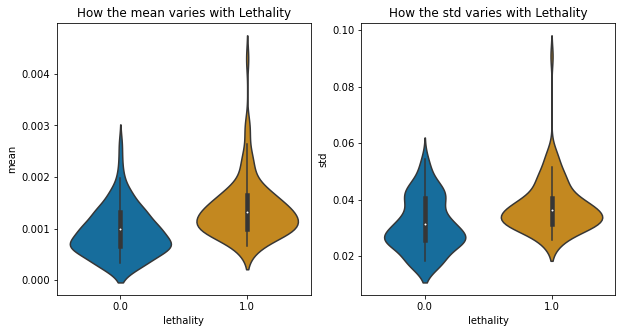 How the mean varies with Lethality
0.004
0.003
0.002
0.001
0.000
mean
0.0
1.0
lethality
How the std varies with Lethality
0.10
0.08
0.06
0.04
0.02
std
0.0
1.0
lethality